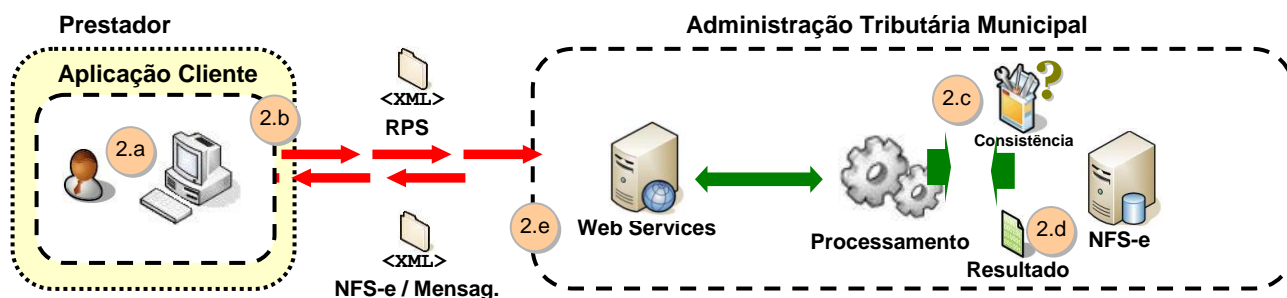 Prestador
Administração Tributária Municipal
Aplicação Cliente
2.a
2.b
<XML>
RPS
2.c
?
Consistência
2.e
Web Services
Processamento
2.d
NFS-e
Resultado
<XML>
NFS-e / Mensag.